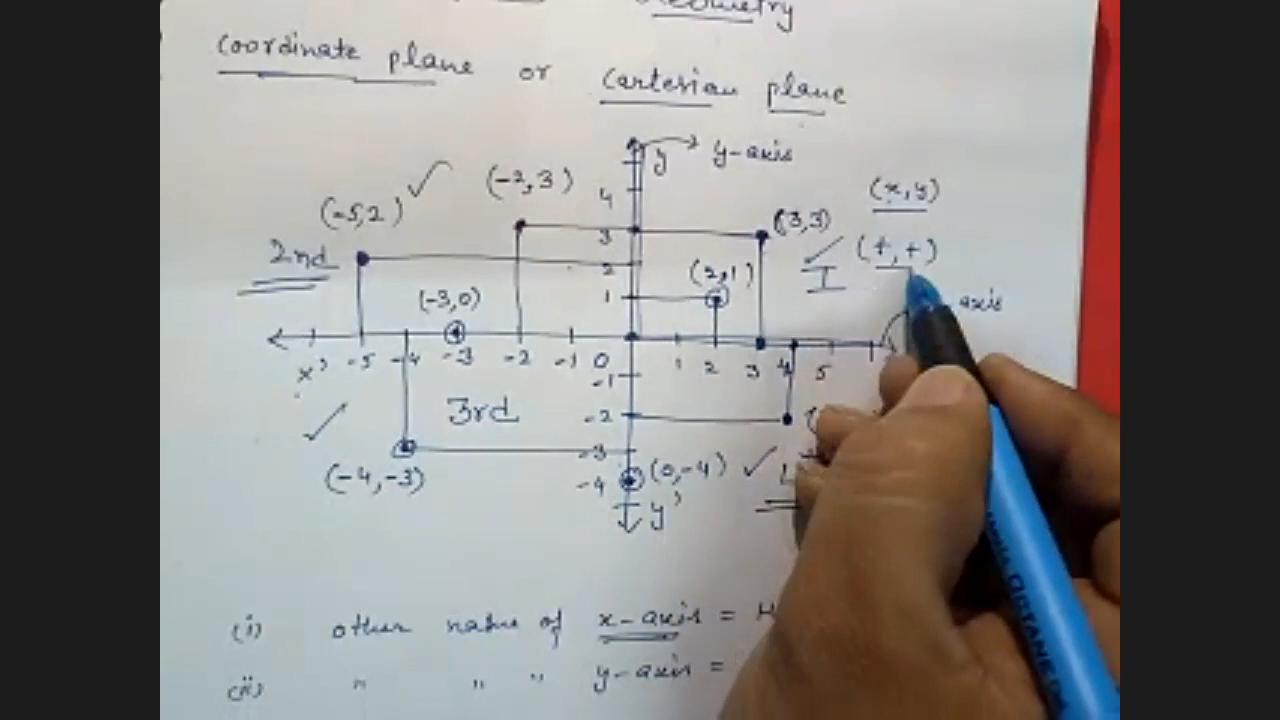 Geometry
coordinate plane or cartesian plane
y y-axis
(-2,3) (x,y)
4
(-5,2) (3,3)
3 (+,+)
2nd 2 (2,1) I
(-3,0) 1 axis
x' -5 -4 -3 -2 -1 0 1 2 3 4 5
-1
3rd -2
-3
(-4,-3) -4 (0,-4)
y'
(i) other name of x-axis = H
(ii) " " " y-axis =
OCTANE